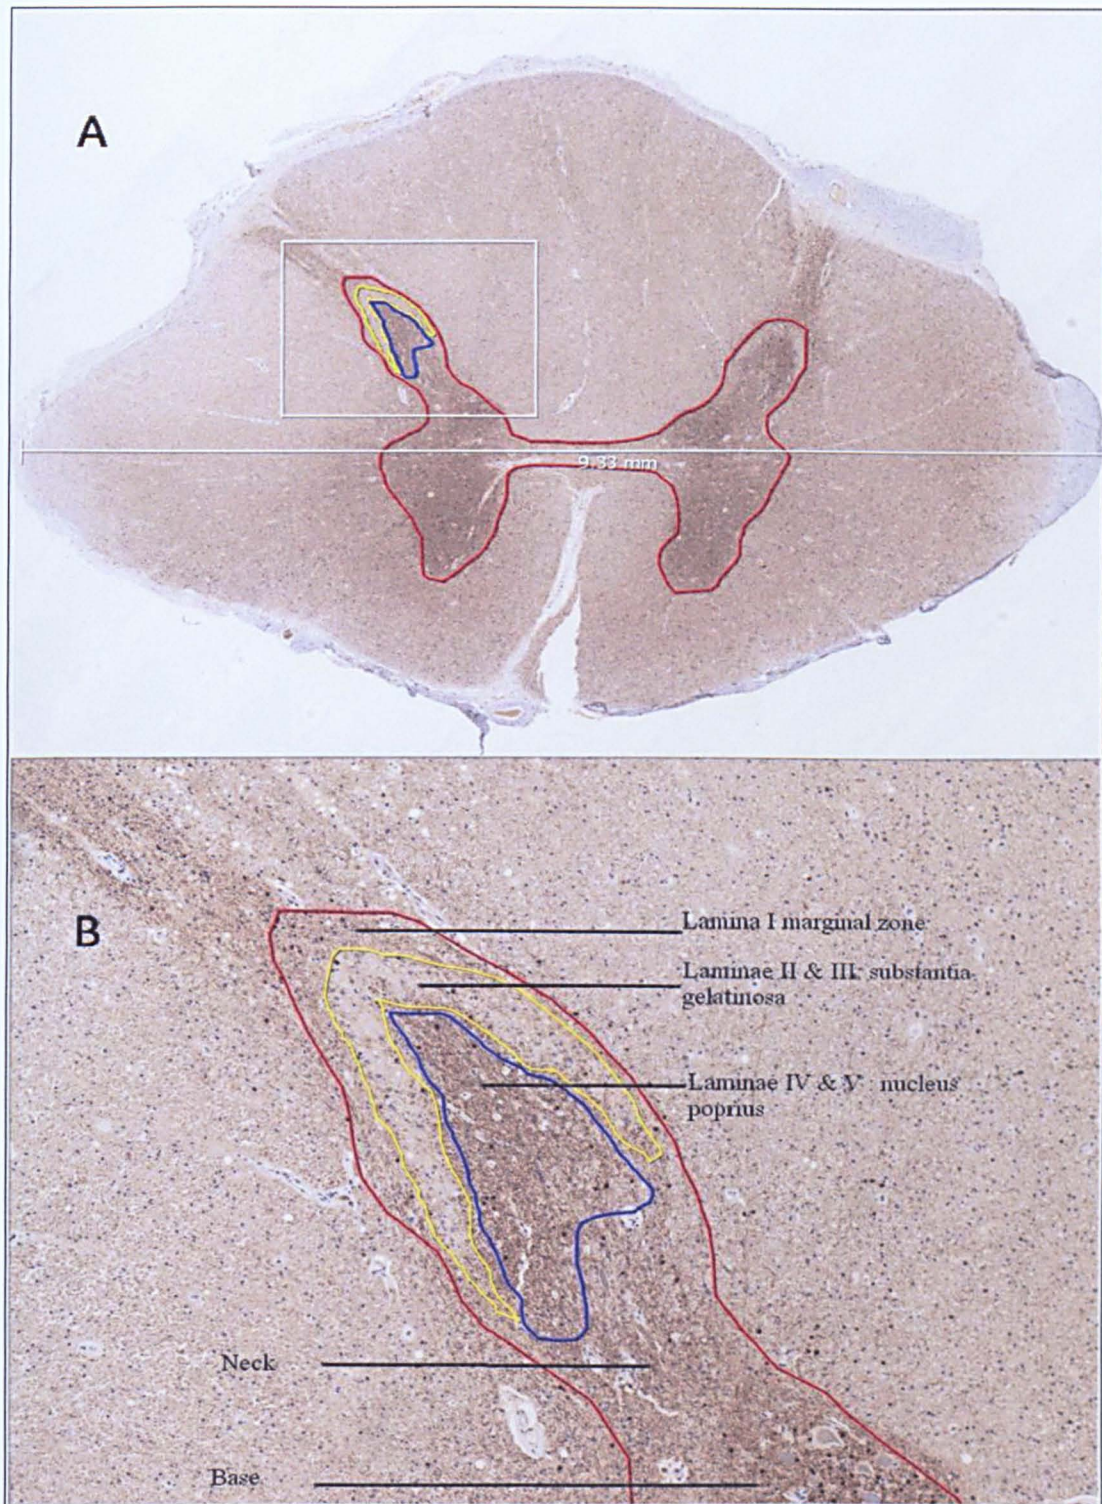 A
9.33 mm
B
Lamina I marginal zone
Laminae II & III: substantia
gelatinosa
Laminae IV & V : nucleus
poprius
Neck
Base